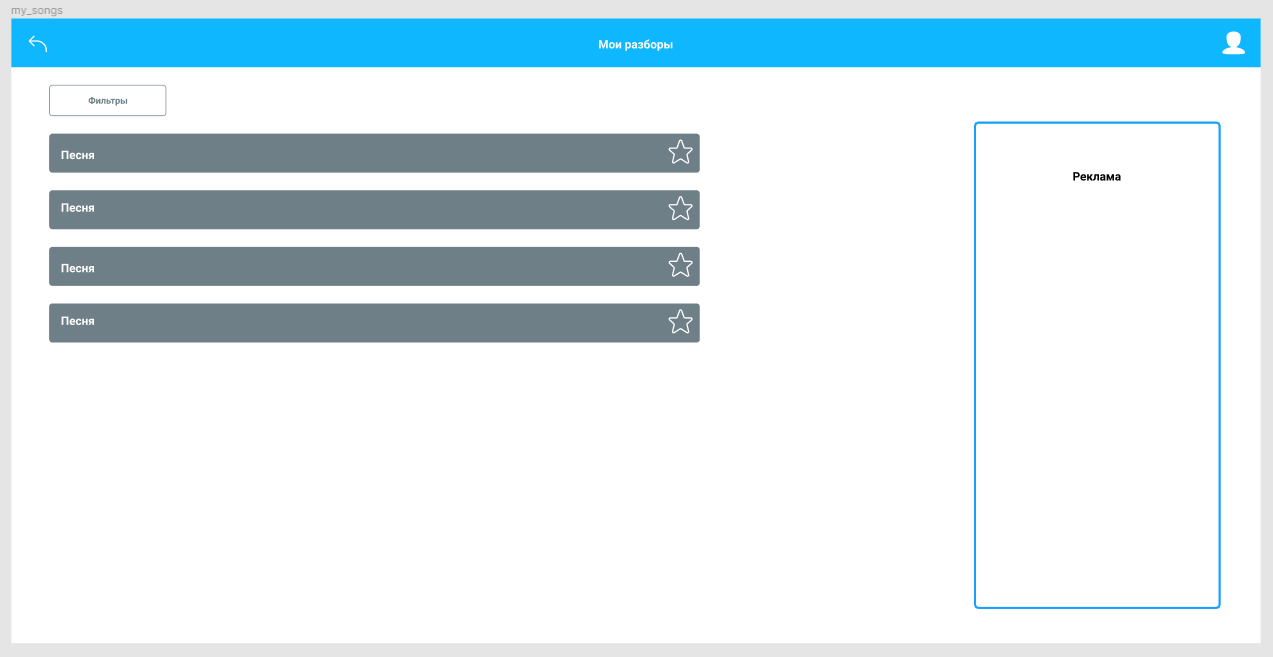 my_songs
Мои разборы
Фильтры
Песня
Песня
Песня
Песня
Реклама